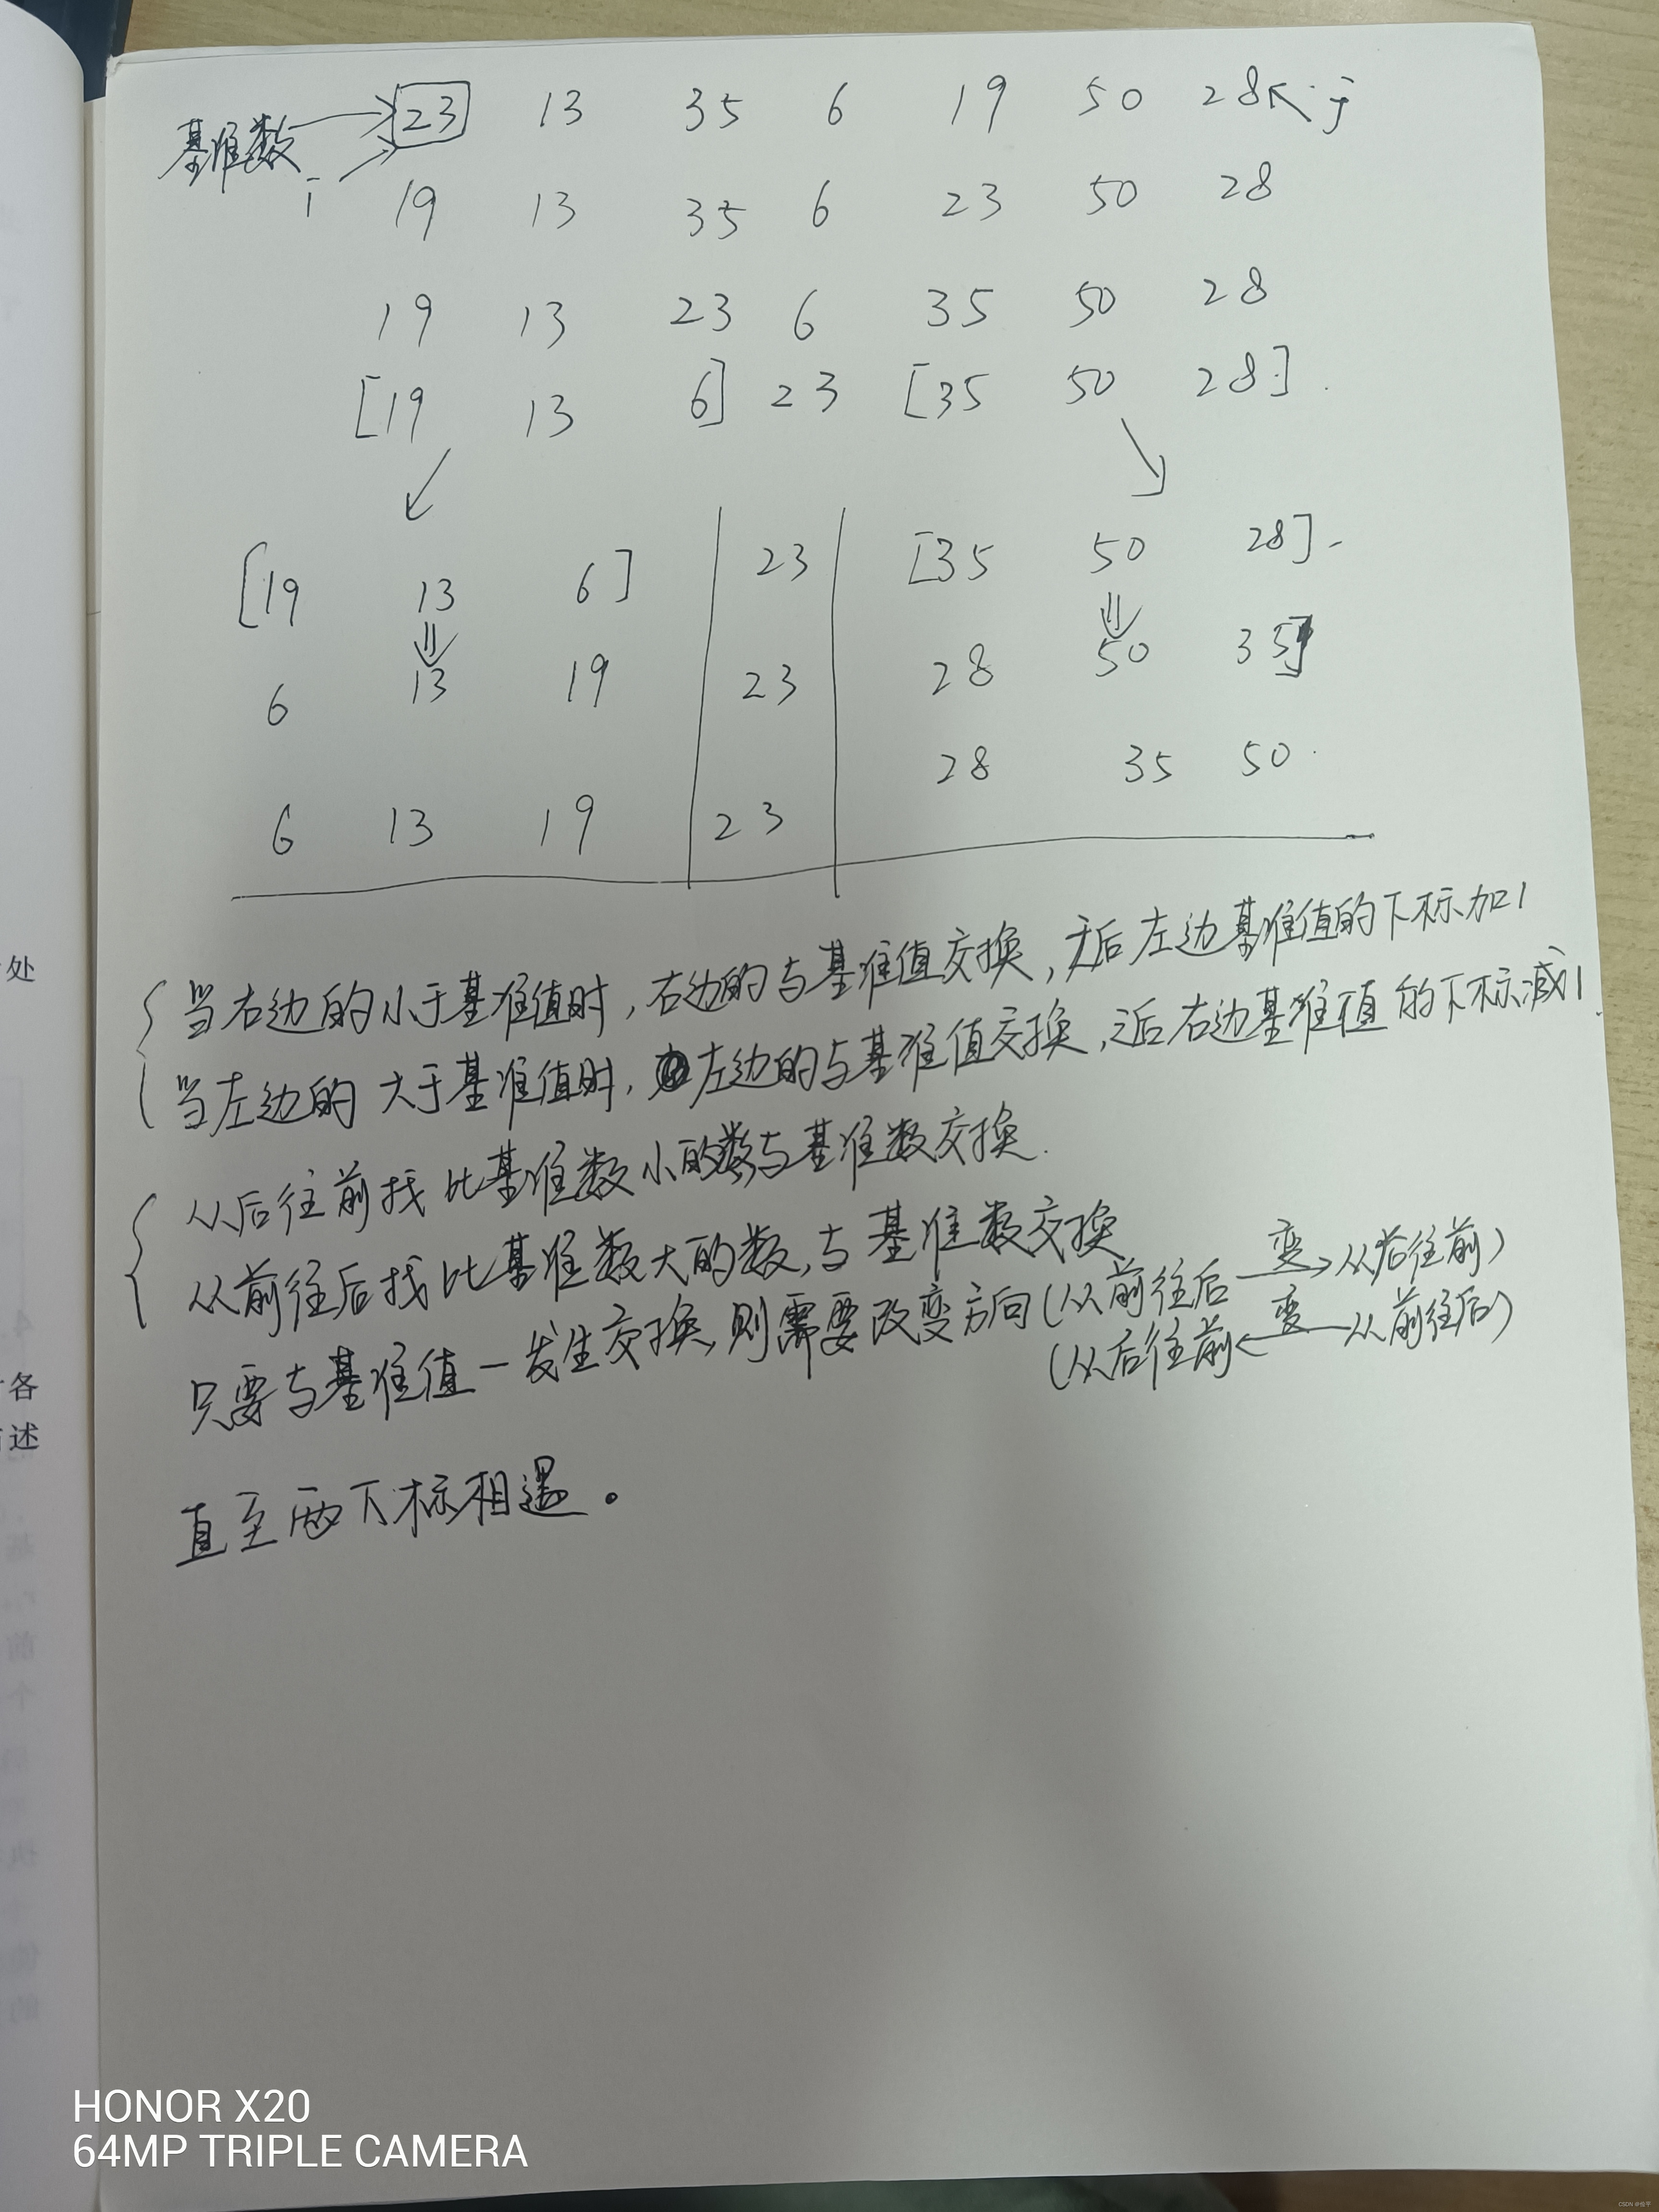 基准数 → 23 13 35 6 19 50 28 ← j
i 19 13 35 6 23 50 28
19 13 23 6 35 50 28
[19 13 6] 23 [35 50 28]
[19 13 6] 23 [35 50 28]
6 13 19 23 28 50 35]
28 35 50
6 13 19 23
当右边的小于基准值时,右边的与基准值交换,之后左边基准值的下标加1
当左边的大于基准值时,左边的与基准值交换,之后右边基准值的下标减1
从后往前找比基准数小的数与基准数交换.
从前往后找比基准数大的数,与基准数交换
只要与基准值一发生交换,则需要改变方向(从前往后 变→ 从后往前)
(从后往前 ←变 从前往后)
直至两下标相遇。
处
4
各
述
HONOR X20
64MP TRIPLE CAMERA